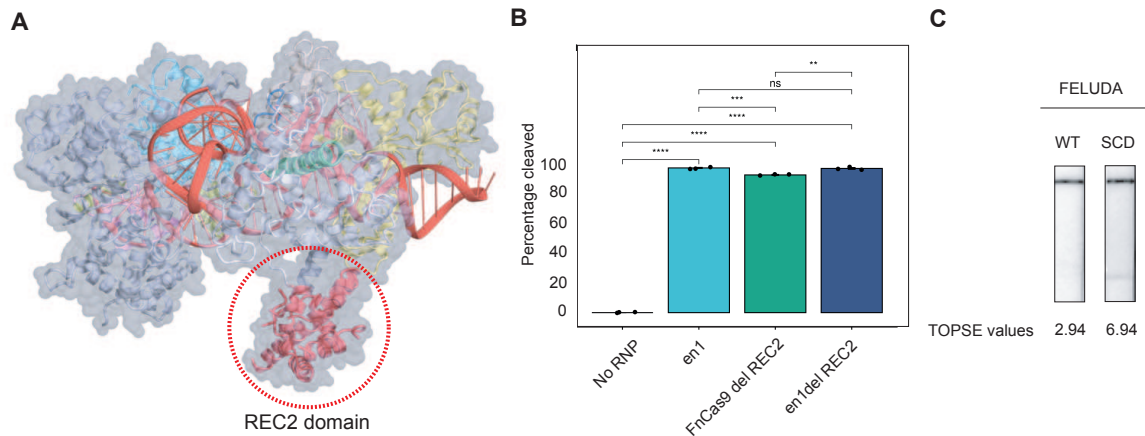 A
REC2 domain
B
**
ns
***
****
****
****
Percentage cleaved
100
80
60
40
20
0
No RNP
en1
FnCas9 del REC2
en1del REC2
C
FELUDA
WT SCD
TOPSE values 2.94 6.94